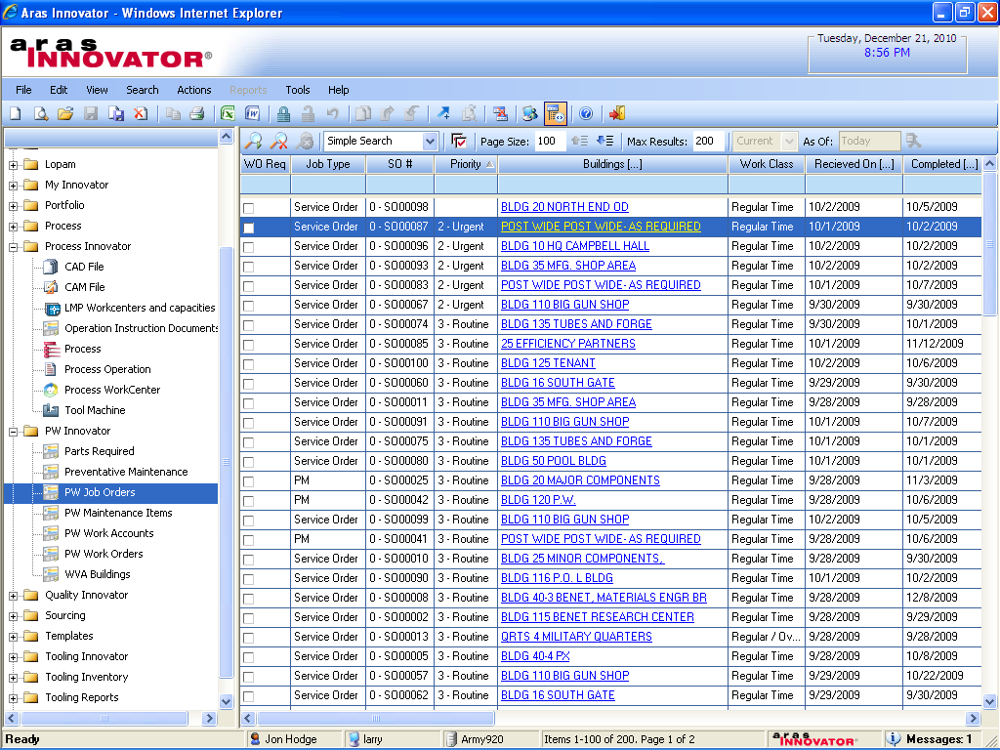 Aras Innovator - Windows Internet Explorer
aras
INNOVATOR®
Tuesday, December 21, 2010
8:56 PM
File Edit View Search Actions Reports Tools Help
Simple Search Page Size: 100 Max Results: 200 Current As Of: Today
Lopam
My Innovator
Portfolio
Process
Process Innovator
CAD File
CAM File
LMP Workcenters and capacities
Operation Instruction Documents
Process
Process Operation
Process WorkCenter
Tool Machine
PW Innovator
Parts Required
Preventative Maintenance
PW Job Orders
PW Maintenance Items
PW Work Accounts
PW Work Orders
WVA Buildings
Quality Innovator
Sourcing
Templates
Tooling Innovator
Tooling Inventory
Tooling Reports
WO Req Job Type SO # Priority Buildings [...] Work Class Recieved On [...] Completed [...]
Service Order 0 - SO00098 BLDG 20 NORTH END OD Regular Time 10/2/2009 10/5/2009
Service Order 0 - SO00087 2 - Urgent POST WIDE POST WIDE- AS REQUIRED Regular Time 10/1/2009 10/2/2009
Service Order 0 - SO00096 2 - Urgent BLDG 10 HQ CAMPBELL HALL Regular Time 10/2/2009 10/2/2009
Service Order 0 - SO00093 2 - Urgent BLDG 35 MFG. SHOP AREA Regular Time 10/2/2009 10/2/2009
Service Order 0 - SO00083 2 - Urgent POST WIDE POST WIDE- AS REQUIRED Regular Time 10/1/2009 10/7/2009
Service Order 0 - SO00067 2 - Urgent BLDG 110 BIG GUN SHOP Regular Time 9/30/2009 9/30/2009
Service Order 0 - SO00074 3 - Routine BLDG 135 TUBES AND FORGE Regular Time 9/30/2009 10/1/2009
Service Order 0 - SO00085 3 - Routine 25 EFFICIENCY PARTNERS Regular Time 10/1/2009 11/12/2009
Service Order 0 - SO00100 3 - Routine BLDG 125 TENANT Regular Time 10/2/2009 10/6/2009
Service Order 0 - SO00060 3 - Routine BLDG 16 SOUTH GATE Regular Time 9/29/2009 9/30/2009
Service Order 0 - SO00011 3 - Routine BLDG 35 MFG. SHOP AREA Regular Time 9/28/2009 9/28/2009
Service Order 0 - SO00091 3 - Routine BLDG 110 BIG GUN SHOP Regular Time 10/1/2009 10/7/2009
Service Order 0 - SO00075 3 - Routine BLDG 135 TUBES AND FORGE Regular Time 10/1/2009 10/1/2009
Service Order 0 - SO00080 3 - Routine BLDG 50 POOL BLDG Regular Time 10/1/2009 10/1/2009
PM 0 - SO00025 3 - Routine BLDG 20 MAJOR COMPONENTS Regular Time 9/28/2009 11/3/2009
PM 0 - SO00042 3 - Routine BLDG 120 P.W. Regular Time 9/28/2009 10/6/2009
Service Order 0 - SO00099 3 - Routine BLDG 110 BIG GUN SHOP Regular Time 10/2/2009 10/5/2009
PM 0 - SO00041 3 - Routine POST WIDE POST WIDE- AS REQUIRED Regular Time 9/28/2009 10/6/2009
Service Order 0 - SO00010 3 - Routine BLDG 25 MINOR COMPONENTS, Regular Time 9/28/2009 9/30/2009
Service Order 0 - SO00090 3 - Routine BLDG 116 P.O. L BLDG Regular Time 10/1/2009 10/2/2009
Service Order 0 - SO00008 3 - Routine BLDG 40-3 BENET, MATERIALS ENGR BR Regular Time 9/28/2009 12/8/2009
Service Order 0 - SO00002 3 - Routine BLDG 115 BENET RESEARCH CENTER Regular Time 9/28/2009 9/29/2009
Service Order 0 - SO00013 3 - Routine QRTS 4 MILITARY QUARTERS Regular / Ov... 9/28/2009 9/28/2009
Service Order 0 - SO00005 3 - Routine BLDG 40-4 PX Regular Time 9/28/2009 10/8/2009
Service Order 0 - SO00057 3 - Routine BLDG 110 BIG GUN SHOP Regular Time 9/29/2009 10/22/2009
Service Order 0 - SO00062 3 - Routine BLDG 16 SOUTH GATE Regular Time 9/29/2009 9/30/2009
Ready Jon Hodge larry Army920 Items 1-100 of 200. Page 1 of 2 aras INNOVATOR® Messages: 1